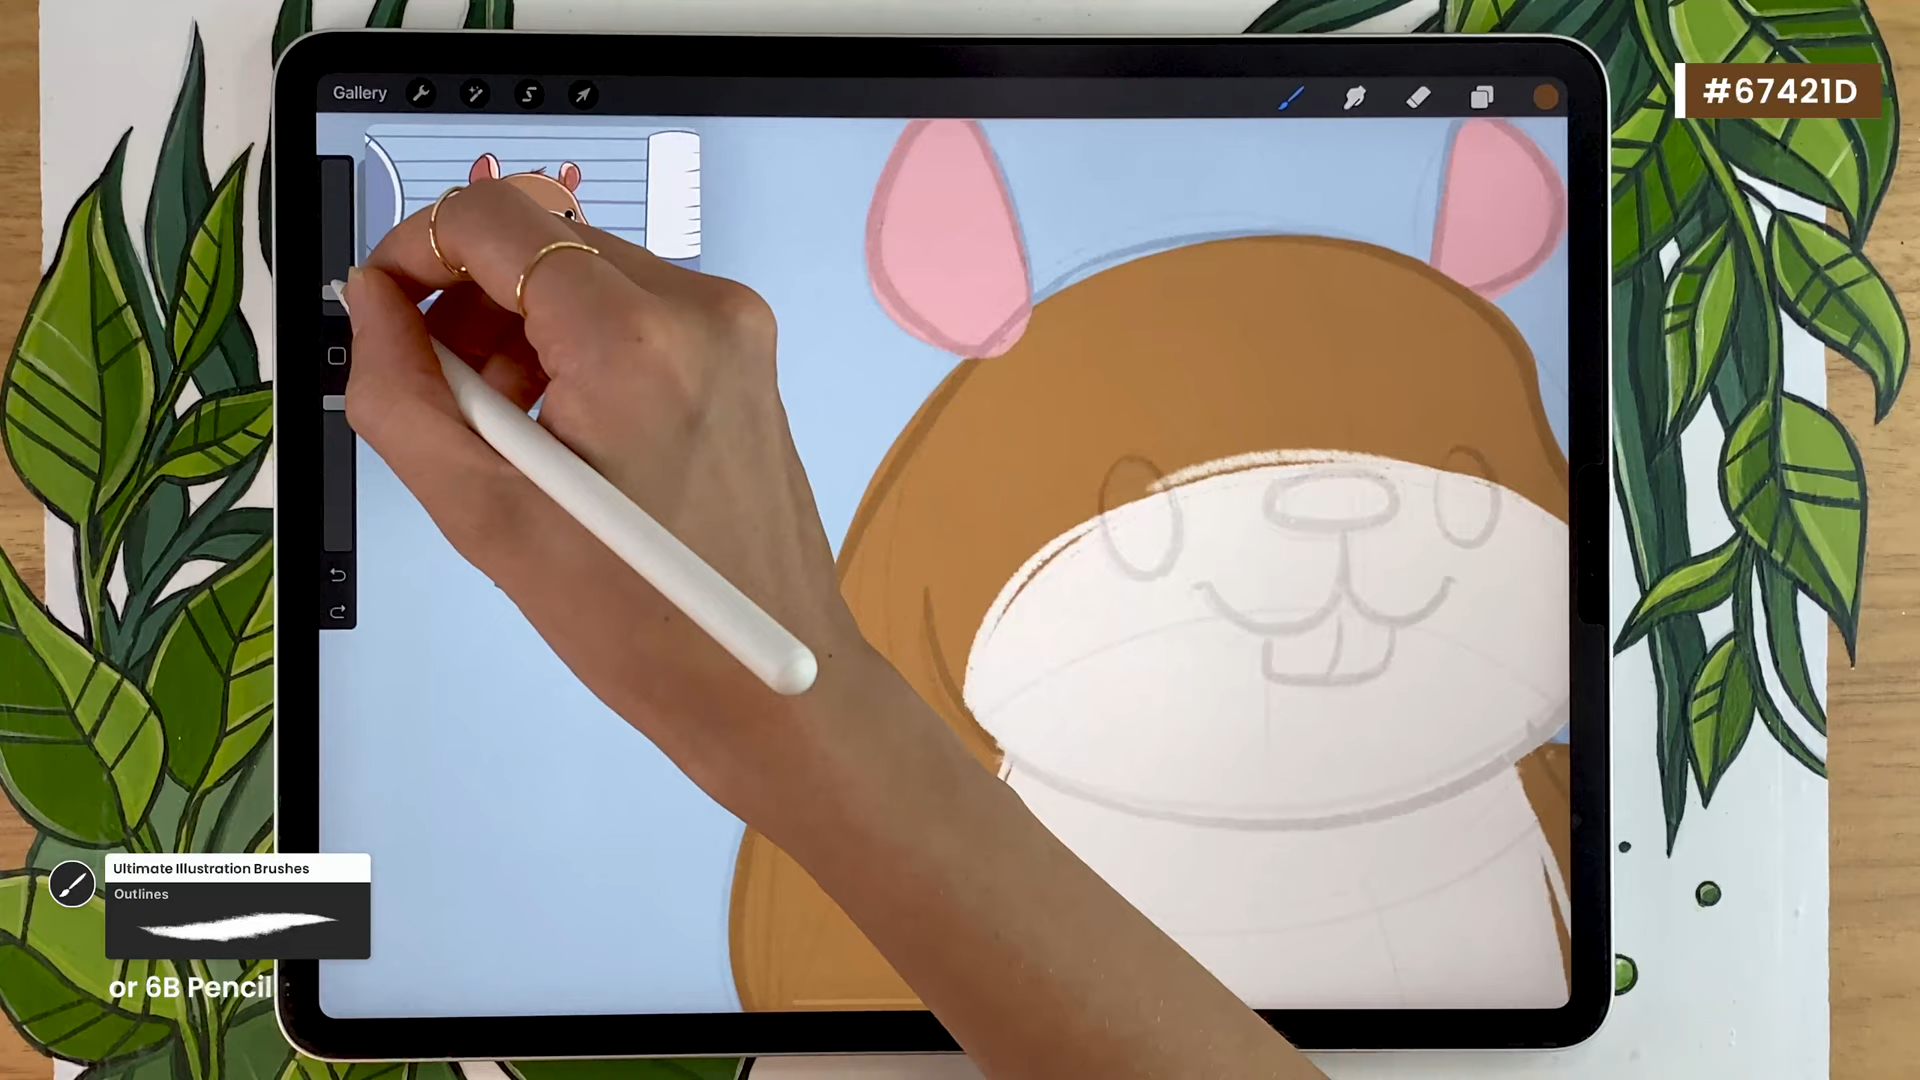 Gallery
#67421D
Ultimate Illustration Brushes
Outlines
or 6B Pencil